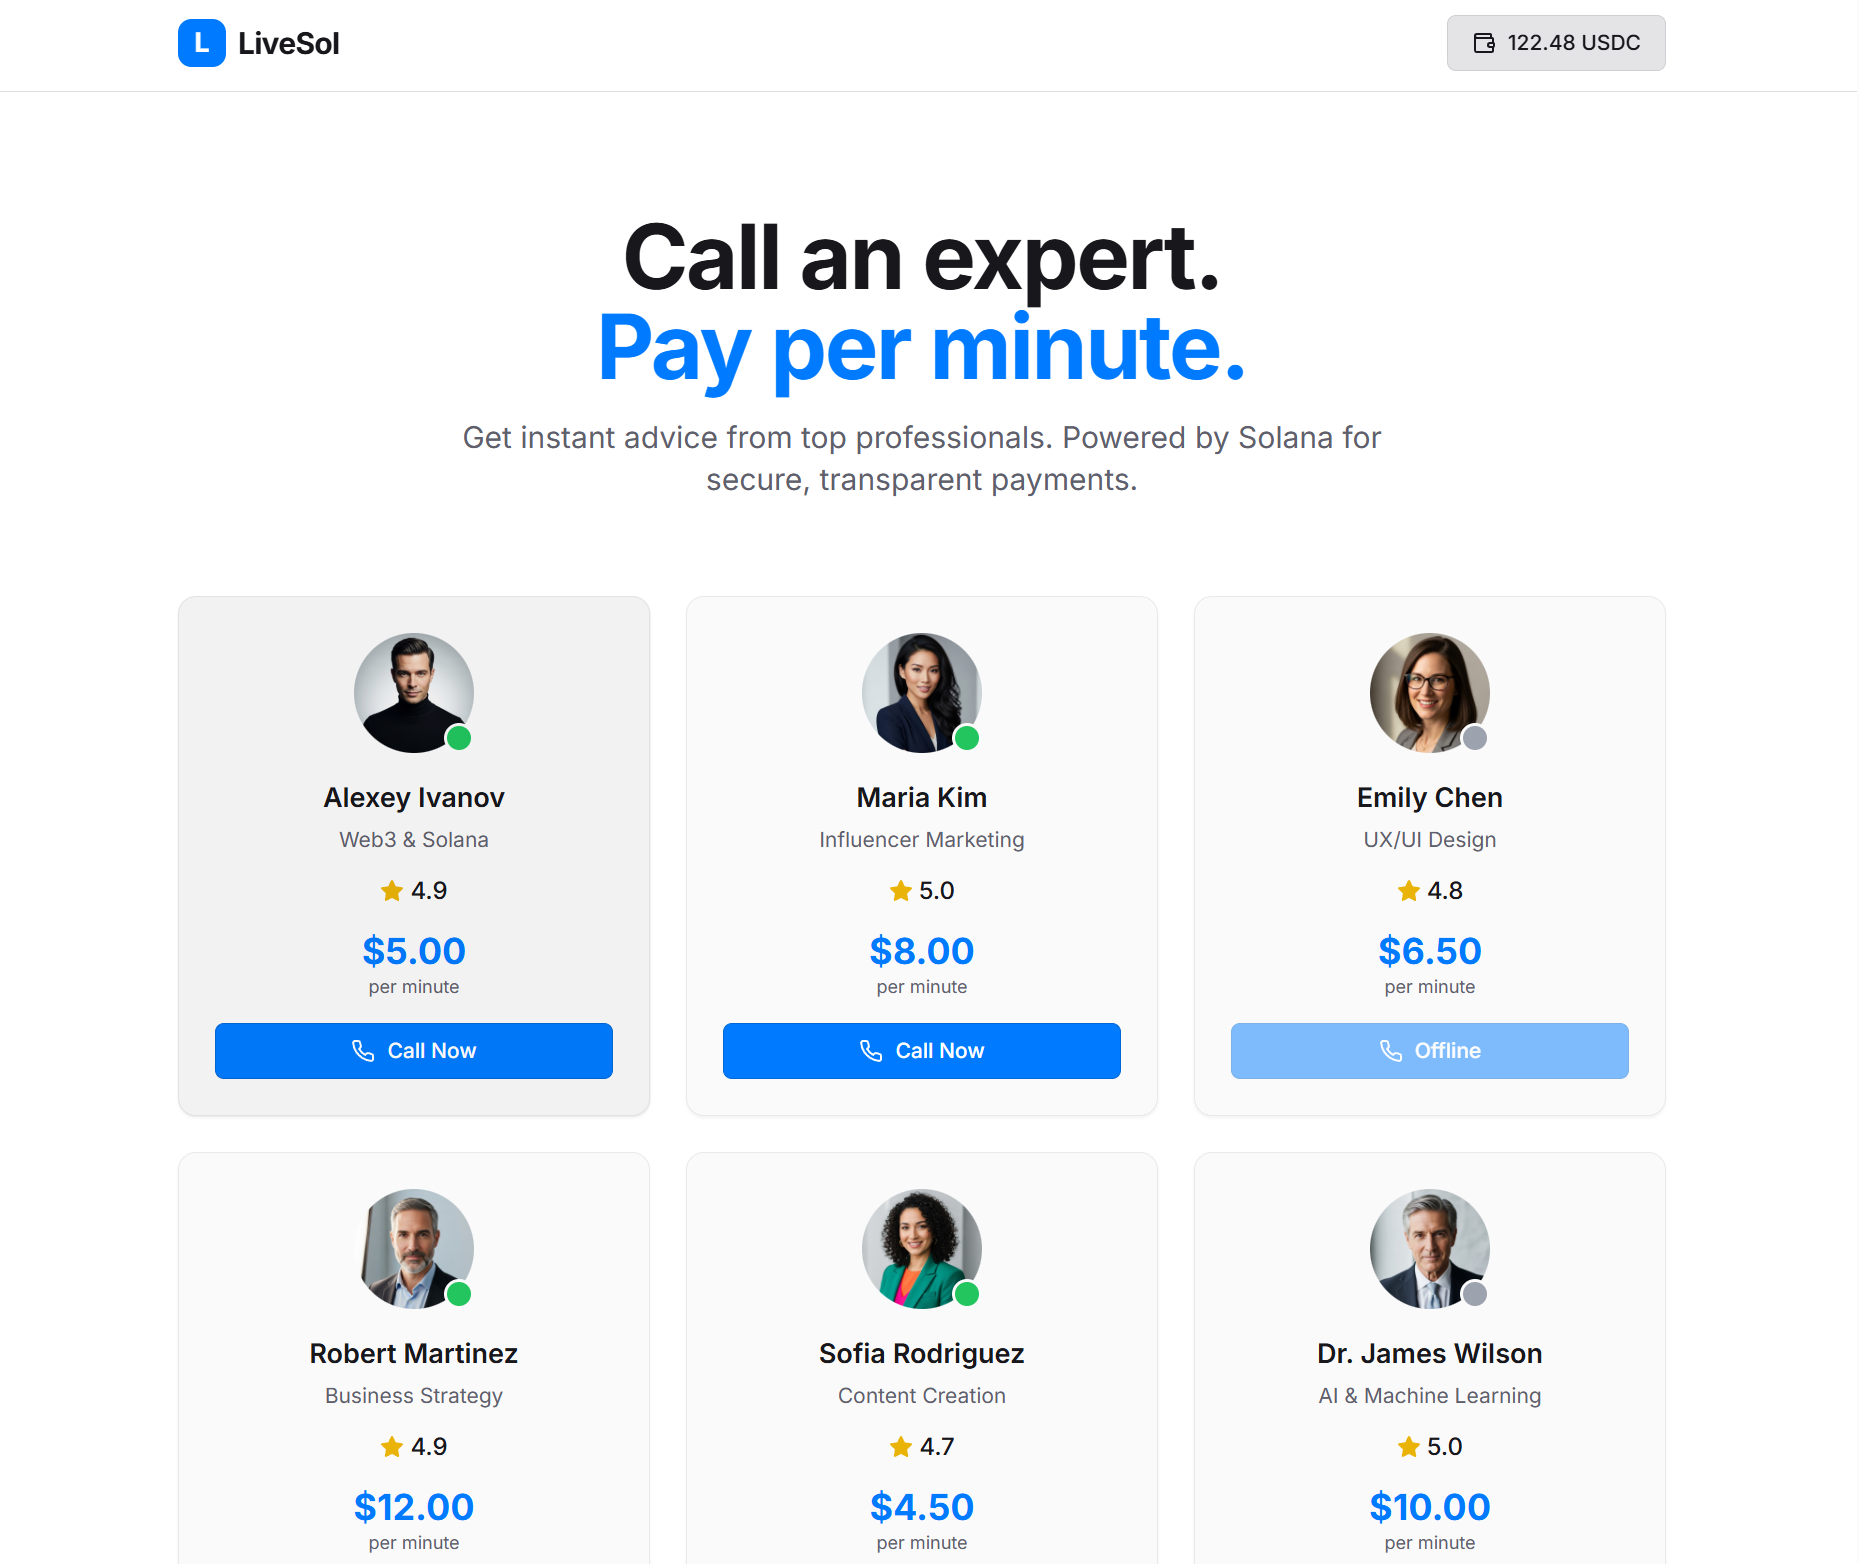 L LiveSol
122.48 USDC
Call an expert.
Pay per minute.
Get instant advice from top professionals. Powered by Solana for
secure, transparent payments.
Alexey Ivanov
Web3 & Solana
4.9
$5.00
per minute
Call Now
Maria Kim
Influencer Marketing
5.0
$8.00
per minute
Call Now
Emily Chen
UX/UI Design
4.8
$6.50
per minute
Offline
Robert Martinez
Business Strategy
4.9
$12.00
per minute
Sofia Rodriguez
Content Creation
4.7
$4.50
per minute
Dr. James Wilson
AI & Machine Learning
5.0
$10.00
per minute